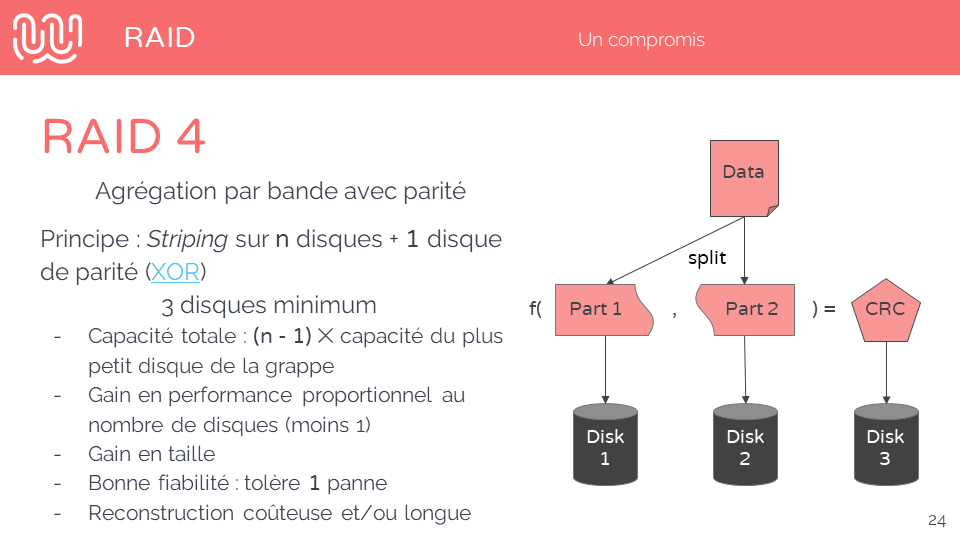 RAID
Un compromis
RAID 4
Agrégation par bande avec parité
Principe : Striping sur n disques + 1 disque
de parité (XOR)
3 disques minimum
- Capacité totale : (n - 1) ✕ capacité du plus
petit disque de la grappe
- Gain en performance proportionnel au
nombre de disques (moins 1)
- Gain en taille
- Bonne fiabilité : tolère 1 panne
- Reconstruction coûteuse et/ou longue
Data
split
f( Part 1 , Part 2 ) = CRC
Disk
1
Disk
2
Disk
3
24